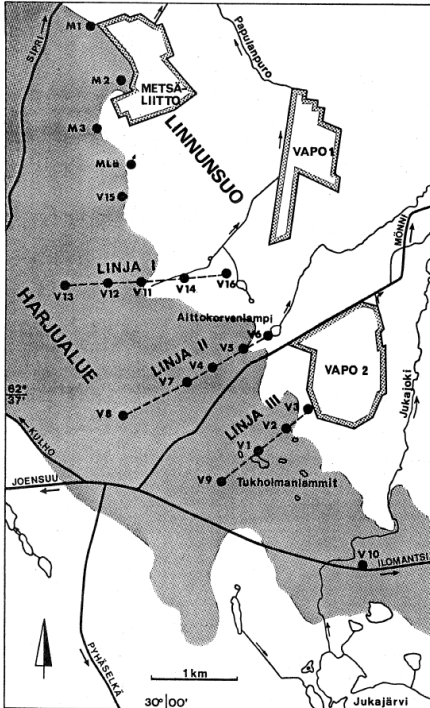 M1
SIPRI
Papulanpuro
M2
METSÄ-
LIITTO
M3
LINNUNSUO
VAPO 1
MLä
V15
MÖNNI
LINJA I
V13
V12
V11
V14
V16
HARJUALUE
Aittokorvenlampi
V6
LINJA II
V5
V4
V7
VAPO 2
62°
37'
V8
LINJA III
V3
V2
Jukajoki
KULHO
V1
V9
JOENSUU
Tukholmanlammit
V10
ILOMANTSI
PYHÄSELKÄ
1 km
30° 00'
Jukajärvi